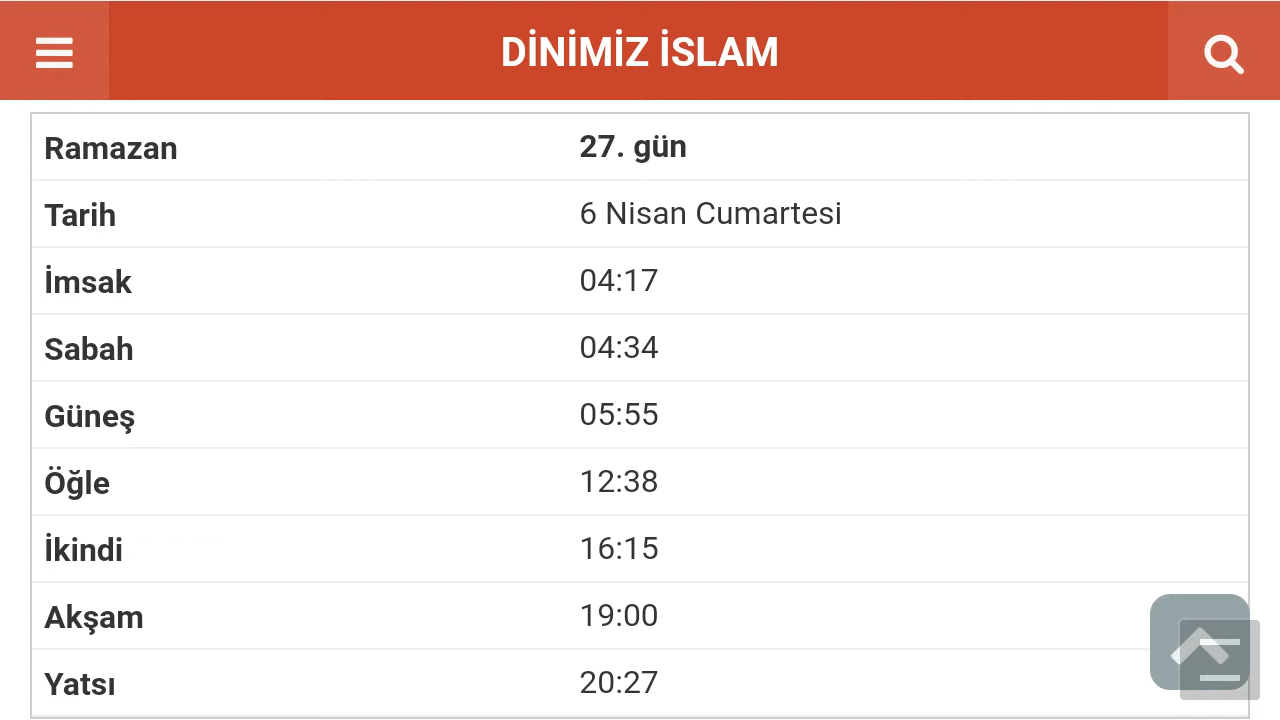 DİNİMİZ İSLAM
Ramazan 27. gün
Tarih 6 Nisan Cumartesi
İmsak 04:17
Sabah 04:34
Güneş 05:55
Öğle 12:38
İkindi 16:15
Akşam 19:00
Yatsı 20:27